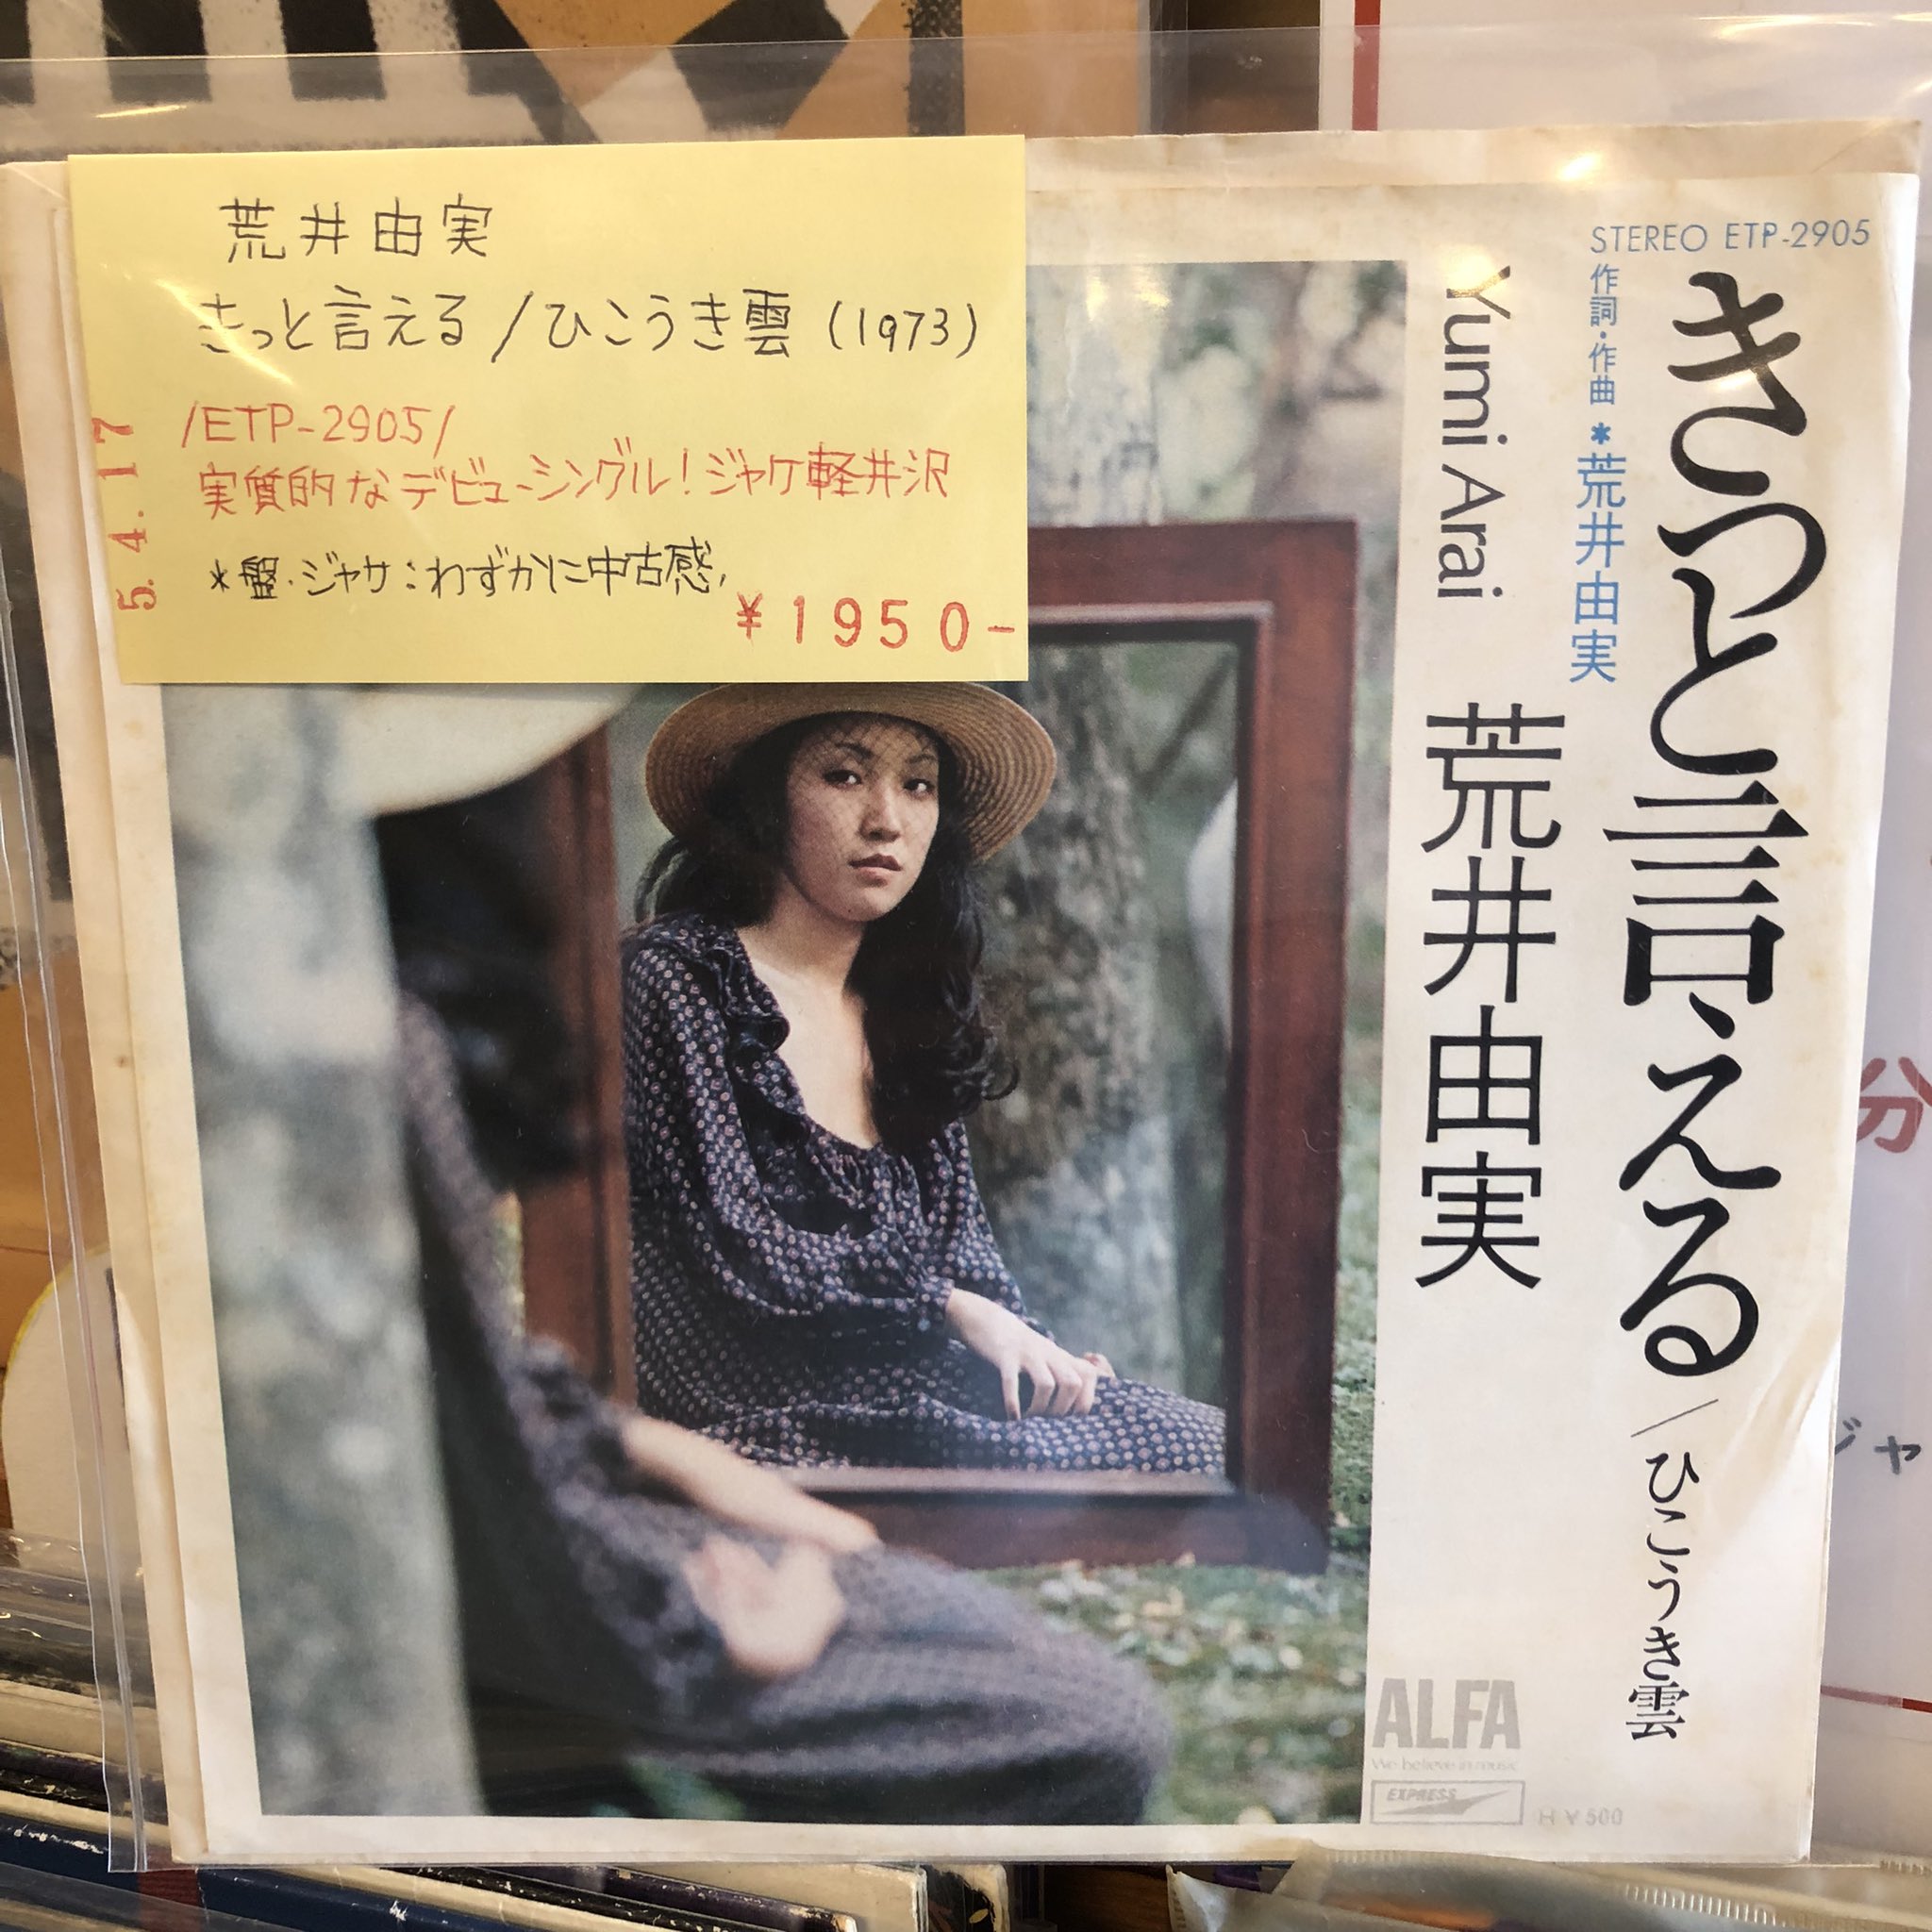 荒井由実
きっと言える/ひこうき雲 (1973)
/ETP-2905/
実質的なデビューシングル!ジャケ軽井沢
*盤・ジャケ:わずかに中古感,
¥1950-
5.4.17
STEREO ETP-2905
きっと言える/ひこうき雲
作詞・作曲*荒井由実
Yumi Arai 荒井由実
ALFA
We believe in music
EXPRESS
H ¥500
分
ジャ